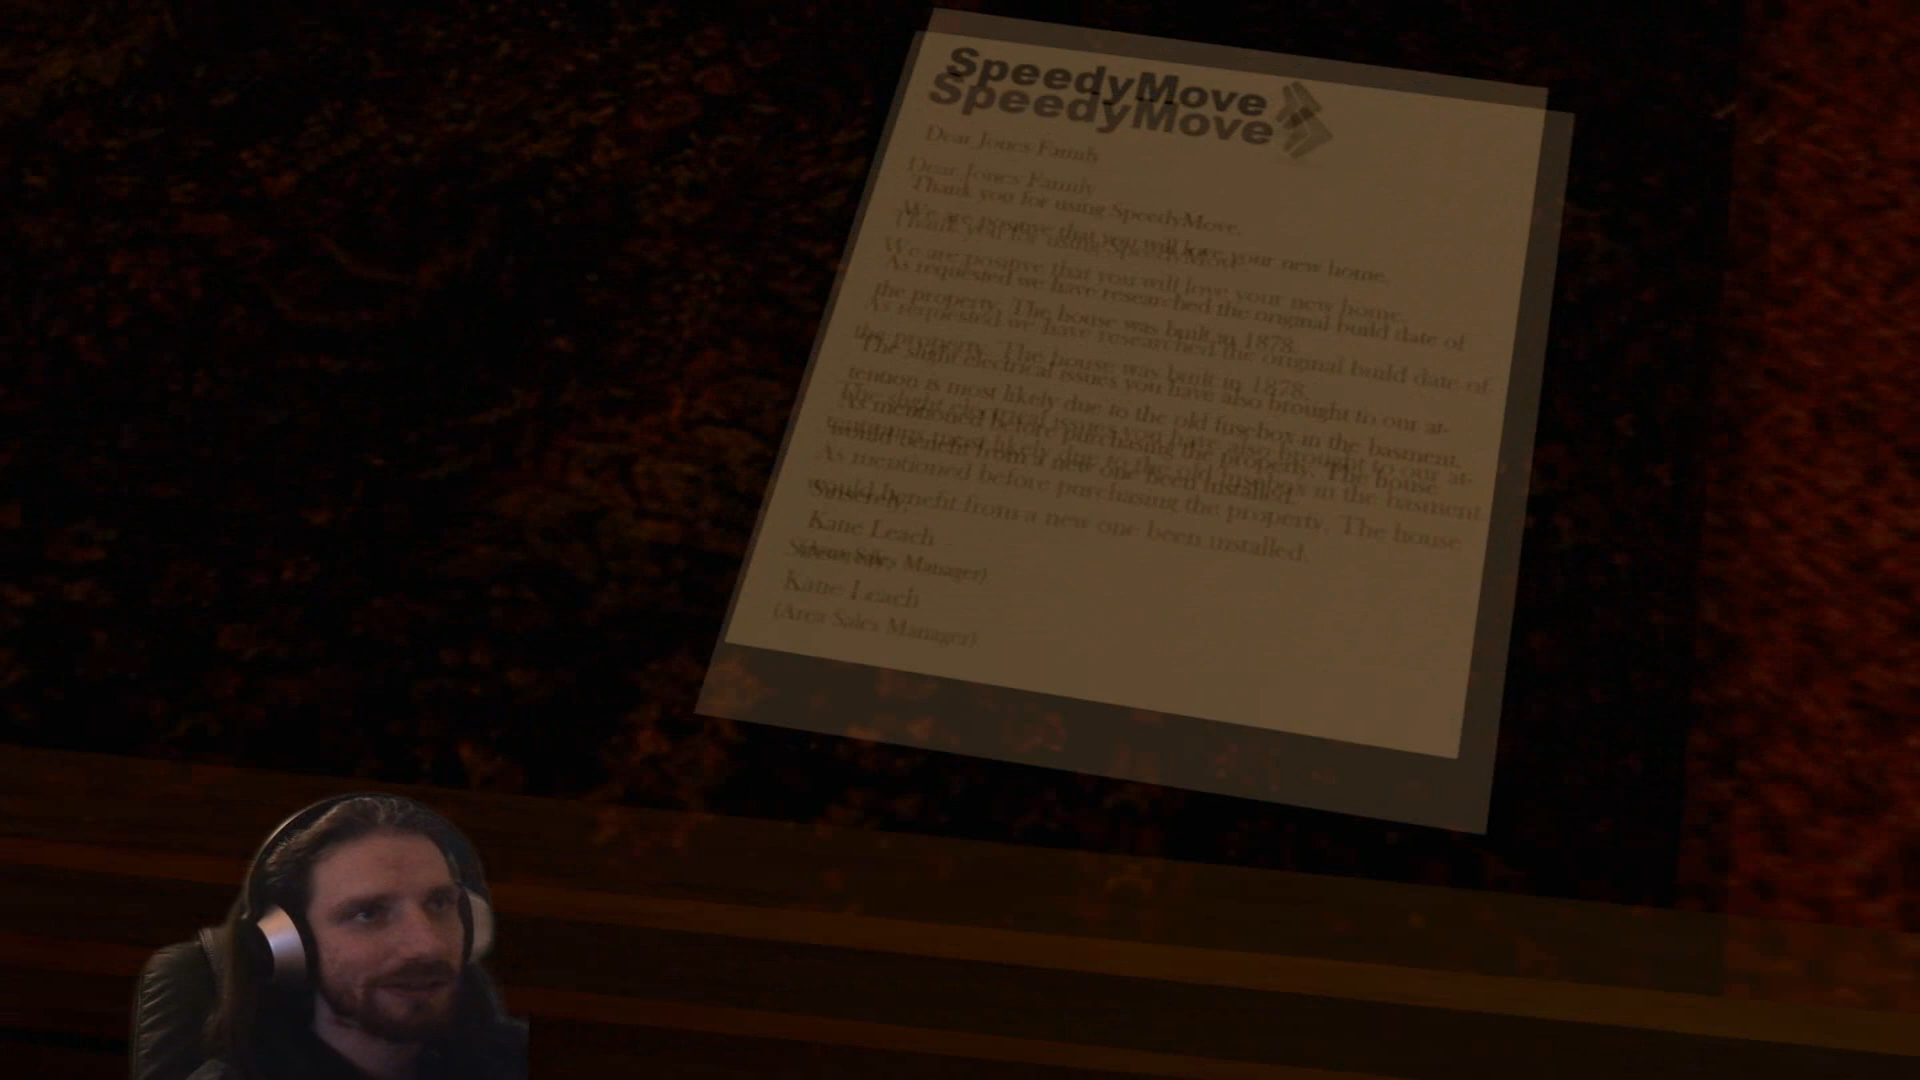 SpeedyMove
Dear Jones Family
Thank you for using SpeedyMove.
We are positive that you will love your new home.
As requested we have researched the original build date of
the property. The house was built in 1878.
The slight electrical issues you have also brought to our at-
tention is most likely due to the old fusebox in the basment.
As mentioned before purchasing the property. The house
would benefit from a new one been installed.
Sinserely,
Kane Leach
(Area Sales Manager)